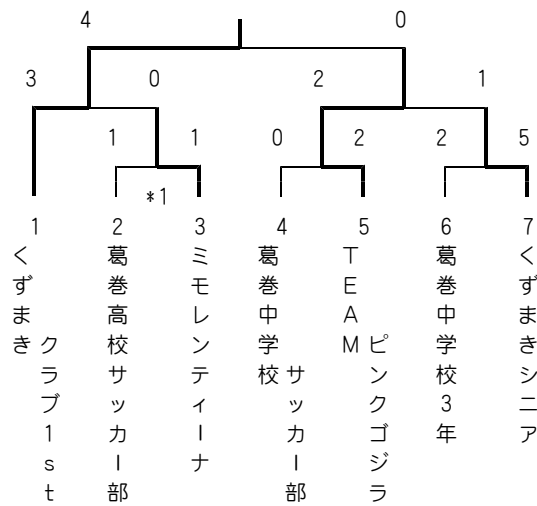 4 0
3 0 2 1
1 1 0 2 2 5
*1
1 2 3 4 5 6 7
くずまき
クラブ1st
葛巻高校サッカー部
ミモレンティーナ
葛巻中学校
サッカー部
TEAM
ピンクゴジラ
葛巻中学校3年
くずまきシニア